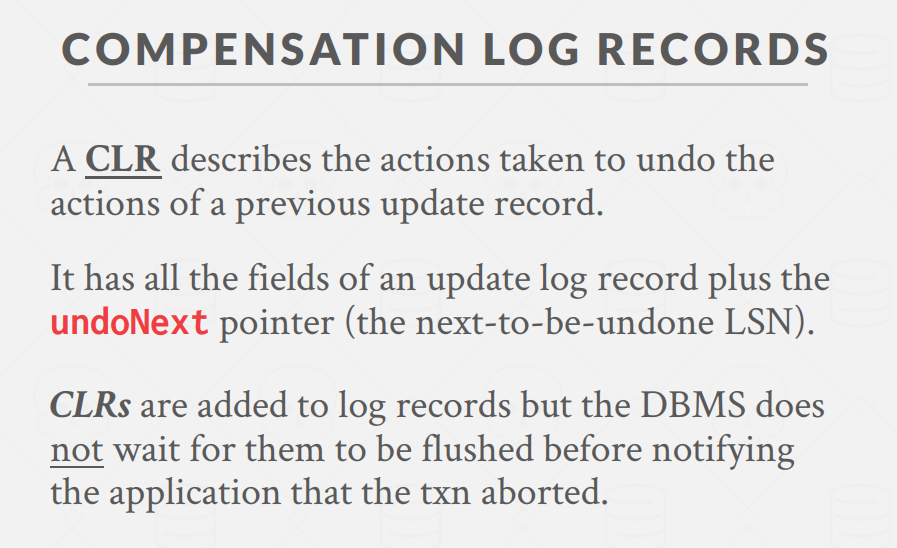 COMPENSATION LOG RECORDS
A CLR describes the actions taken to undo the
actions of a previous update record.
It has all the fields of an update log record plus the
undoNext pointer (the next-to-be-undone LSN).
CLRs are added to log records but the DBMS does
not wait for them to be flushed before notifying
the application that the txn aborted.